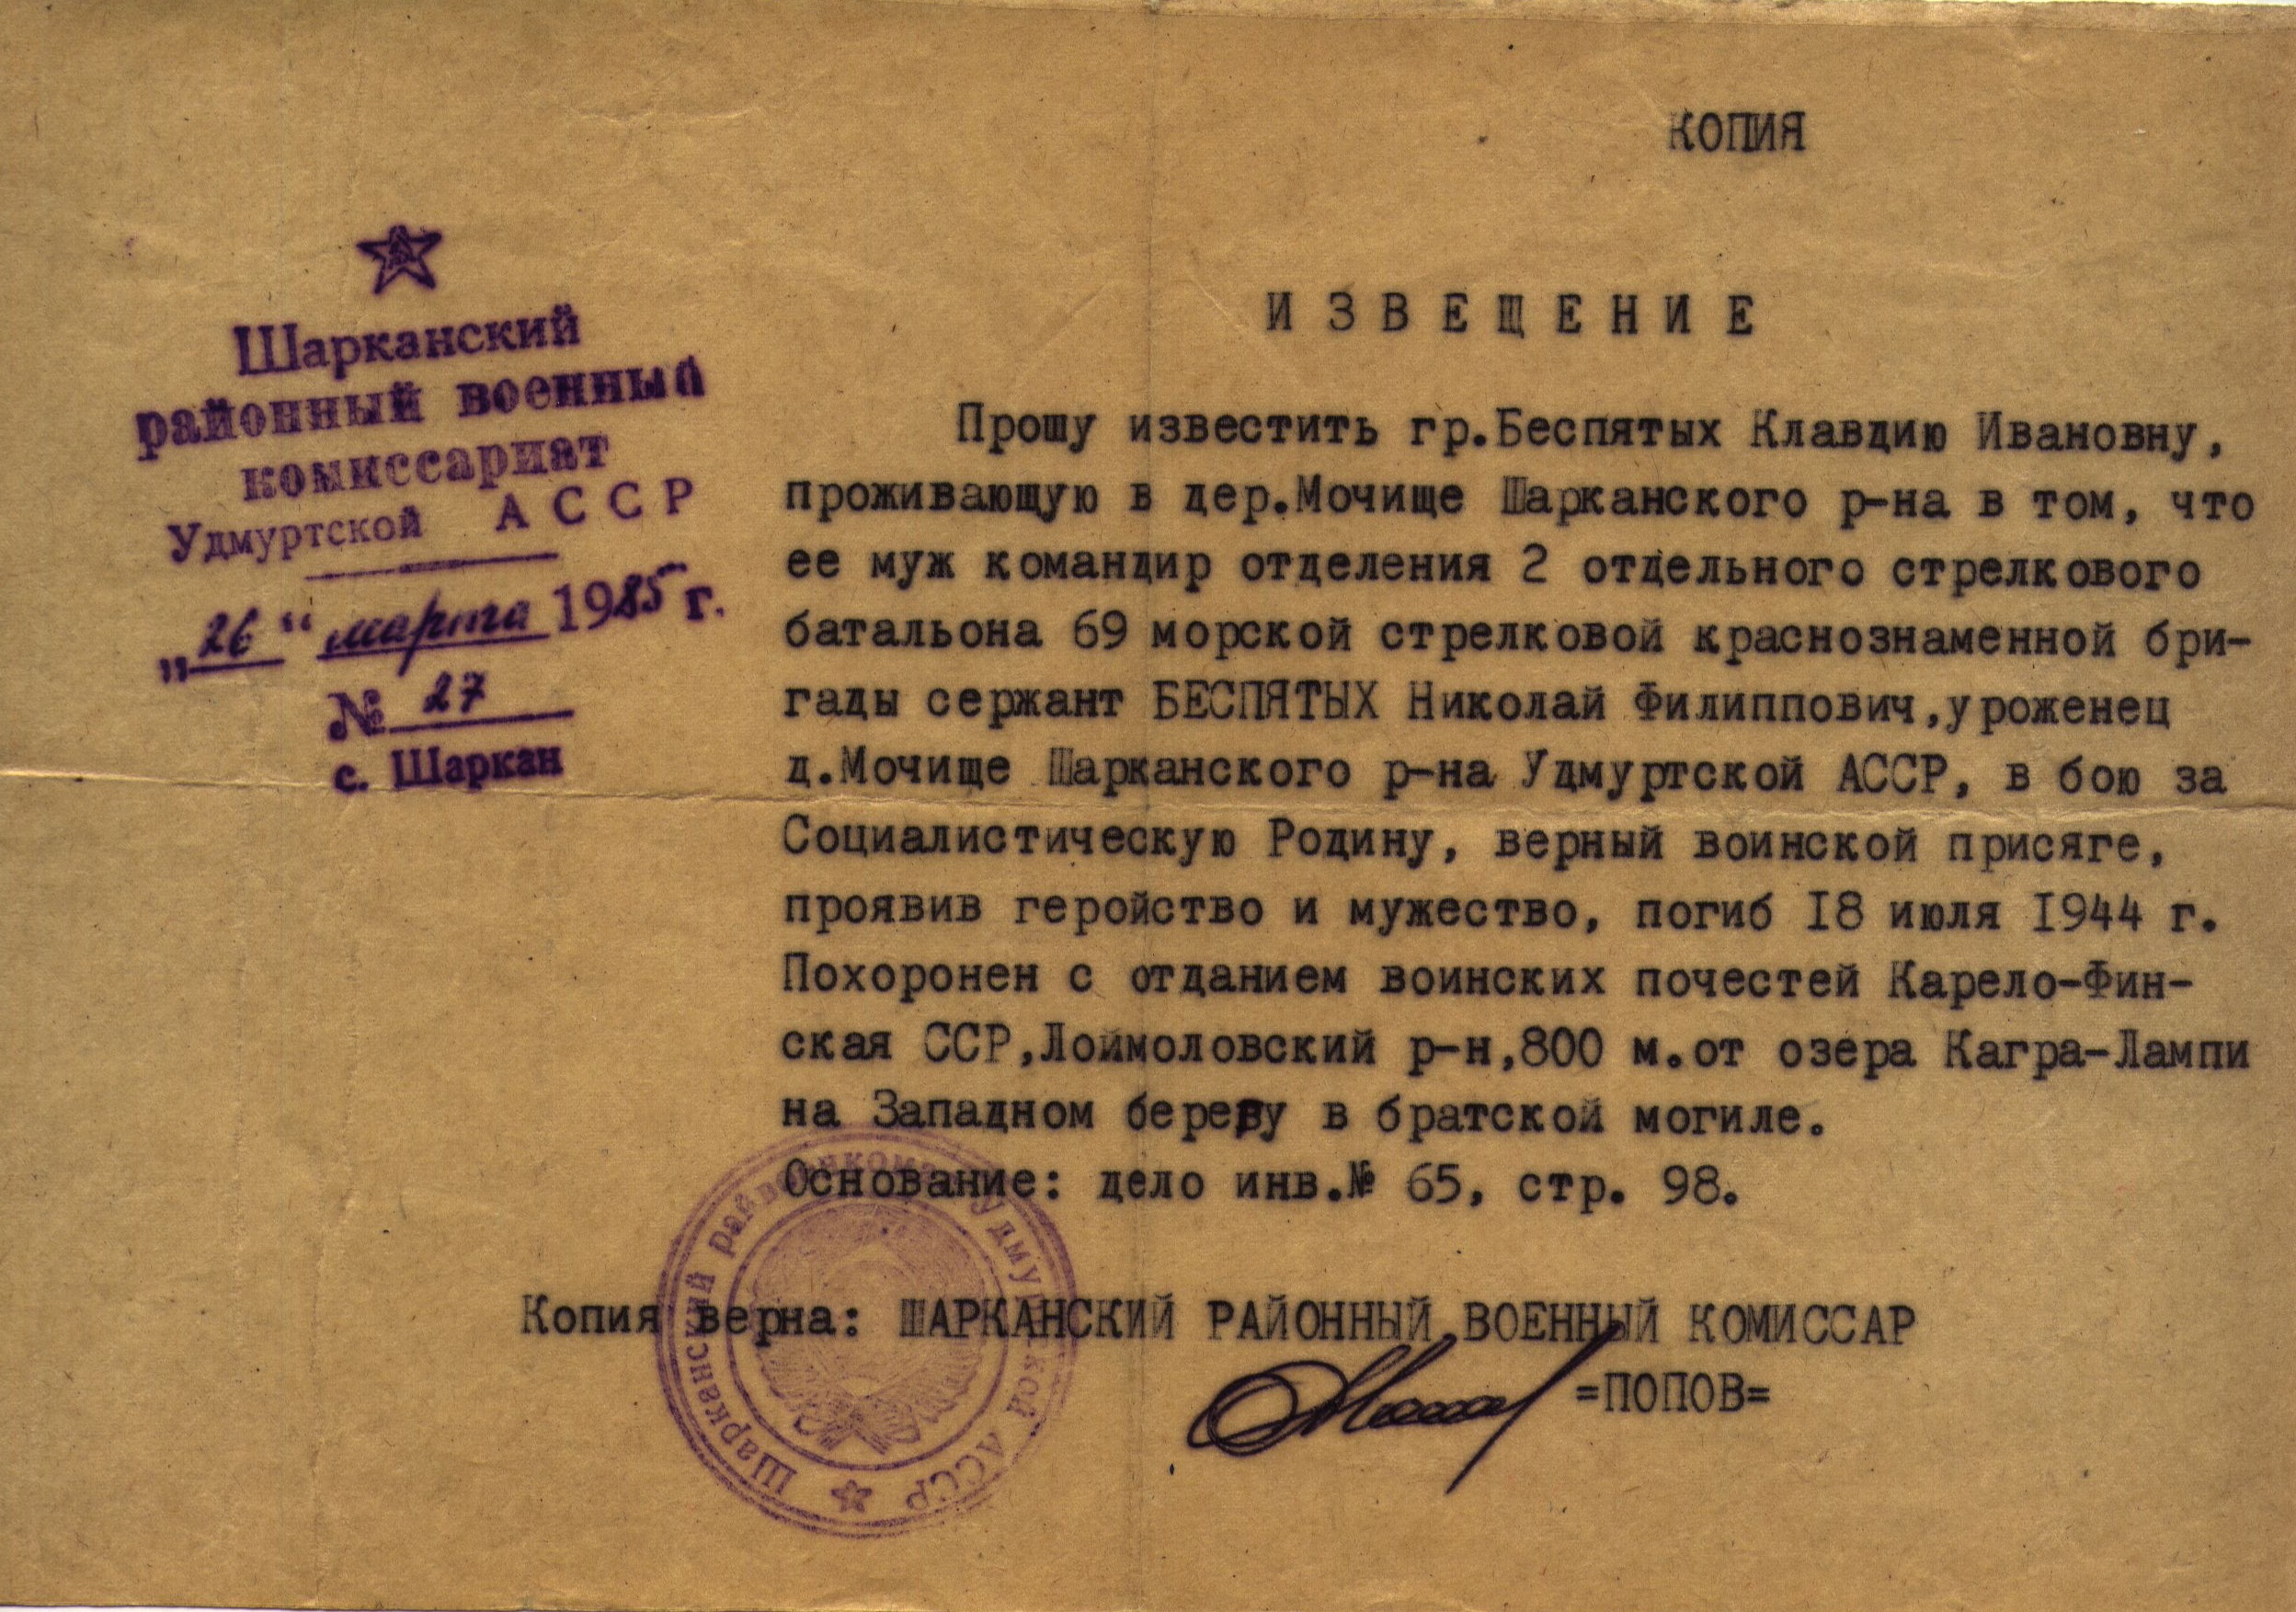 КОПИЯ
Шарканский
районный военный
комиссариат
Удмуртской АССР
„26“ марта 1985 г.
№ 27
с. Шаркан
ИЗВЕЩЕНИЕ
Прошу известить гр.Беспятых Клавдию Ивановну,
проживающую в дер.Мочище Шарканского р-на в том, что
ее муж командир отделения 2 отдельного стрелкового
батальона 69 морской стрелковой краснознаменной бри-
гады сержант БЕСПЯТЫХ Николай Филиппович,уроженец
д.Мочище Шарканского р-на Удмуртской АССР, в бою за
Социалистическую Родину, верный воинской присяге,
проявив геройство и мужество, погиб 18 июля 1944 г.
Похоронен с отданием воинских почестей Карело-Фин-
ская ССР,Лоймоловский р-н,800 м.от озера Кагра-Лампи
на Западном берегу в братской могиле.
Основание: дело инв.№ 65, стр. 98.
Копия верна: ШАРКАНСКИЙ РАЙОННЫЙ ВОЕННЫЙ КОМИССАР
=ПОПОВ=
Шарканский райвоенкомат Удмуртской АССР